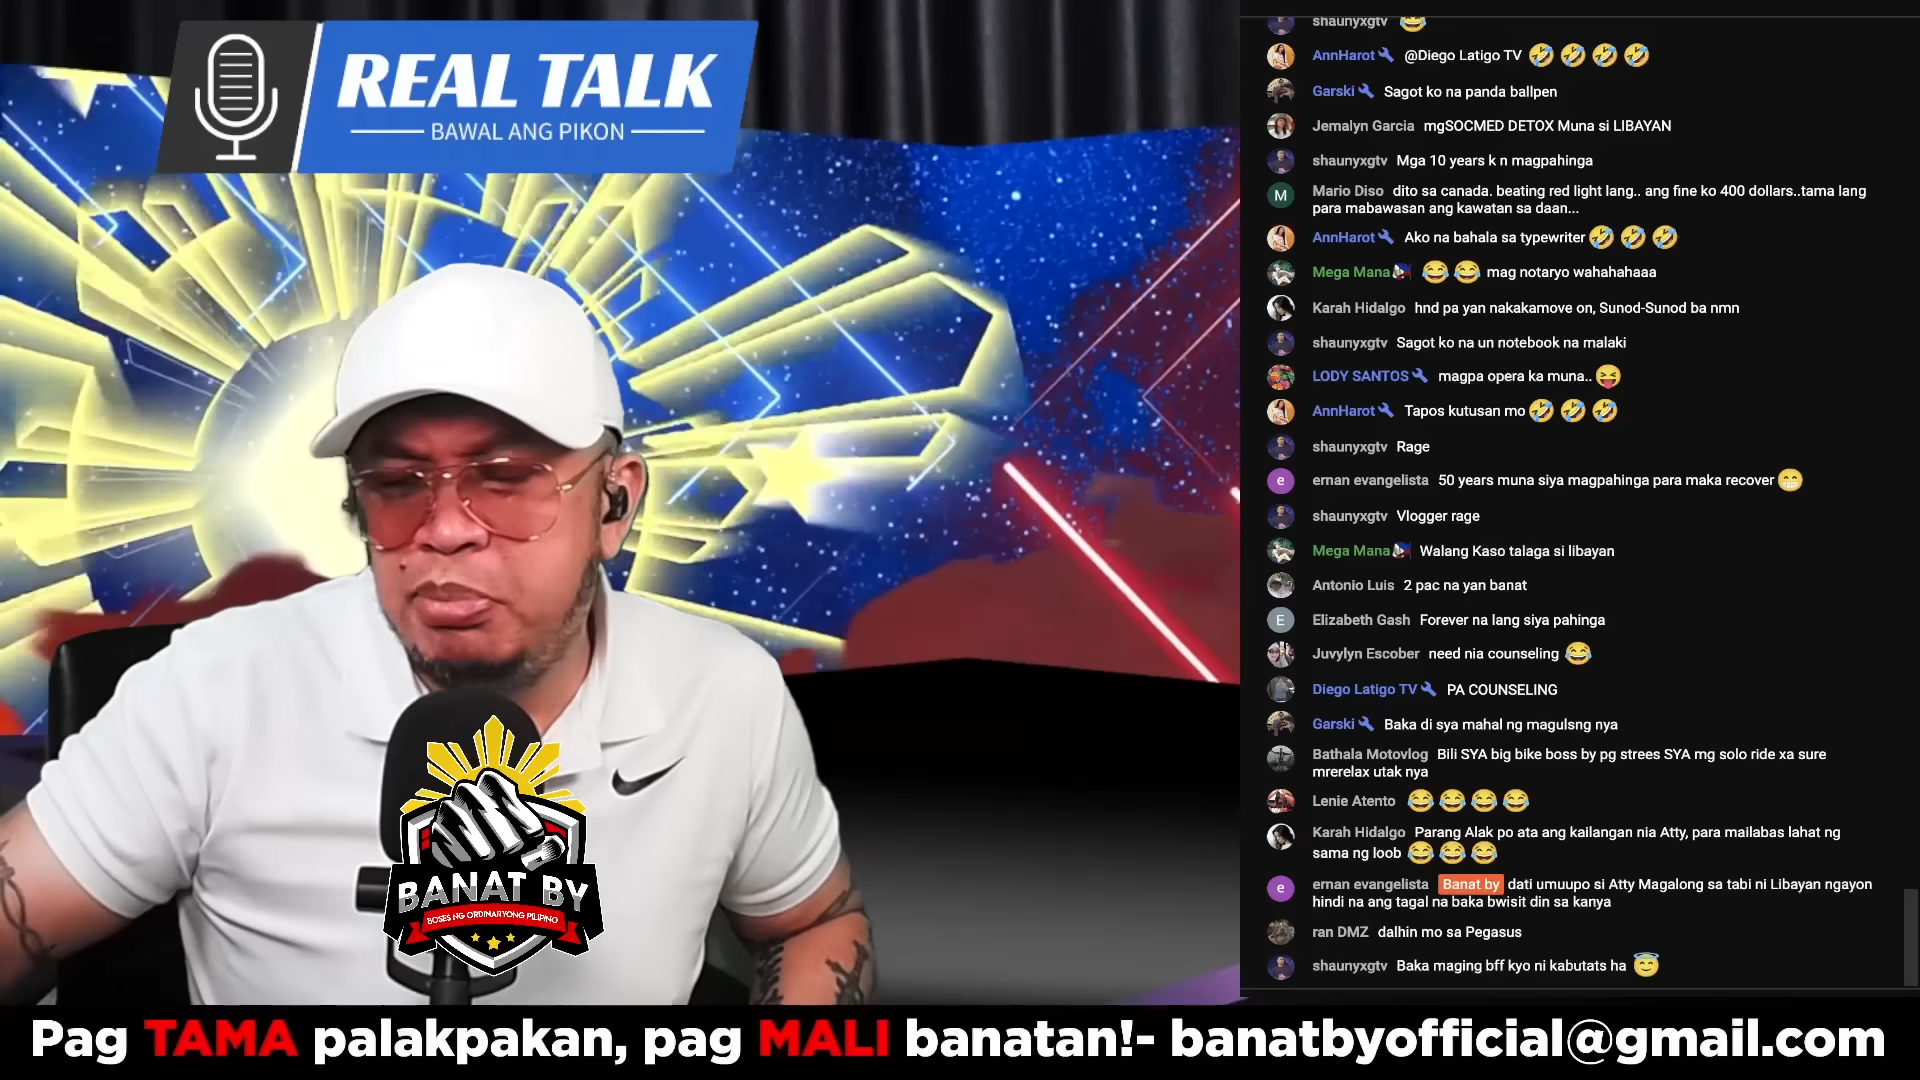 REAL TALK
BAWAL ANG PIKON
BANAT BY
BOSES NG ORDINARYONG PILIPINO
shaunyxgtv 😂
AnnHarot @Diego Latigo TV 🤣 🤣 🤣 🤣
Garski Sagot ko na panda ballpen
Jemalyn Garcia mgSOCMED DETOX Muna si LIBAYAN
shaunyxgtv Mga 10 years k n magpahinga
M Mario Diso dito sa canada. beating red light lang.. ang fine ko 400 dollars..tama lang
para mabawasan ang kawatan sa daan...
AnnHarot Ako na bahala sa typewriter 🤣 🤣 🤣
Mega Mana 😂 😂 mag notaryo wahahahaaa
Karah Hidalgo hnd pa yan nakakamove on, Sunod-Sunod ba nmn
shaunyxgtv Sagot ko na un notebook na malaki
LODY SANTOS magpa opera ka muna.. 😝
AnnHarot Tapos kutusan mo 🤣 🤣 🤣
shaunyxgtv Rage
e ernan evangelista 50 years muna siya magpahinga para maka recover 😁
shaunyxgtv Vlogger rage
Mega Mana Walang Kaso talaga si libayan
Antonio Luis 2 pac na yan banat
E Elizabeth Gash Forever na lang siya pahinga
Juvylyn Escober need nia counseling 😂
Diego Latigo TV PA COUNSELING
Garski Baka di sya mahal ng magulsng nya
Bathala Motovlog Bili SYA big bike boss by pg strees SYA mg solo ride xa sure
mrerelax utak nya
Lenie Atento 😂 😂 😂 😂
Karah Hidalgo Parang Alak po ata ang kailangan nia Atty, para mailabas lahat ng
sama ng loob 😂 😂 😂
e ernan evangelista Banat by dati umuupo si Atty Magalong sa tabi ni Libayan ngayon
hindi na ang tagal na baka bwisit din sa kanya
ran DMZ dalhin mo sa Pegasus
shaunyxgtv Baka maging bff kyo ni kabutats ha 😇
Pag TAMA palakpakan, pag MALI banatan!- banatbyofficial@gmail.com